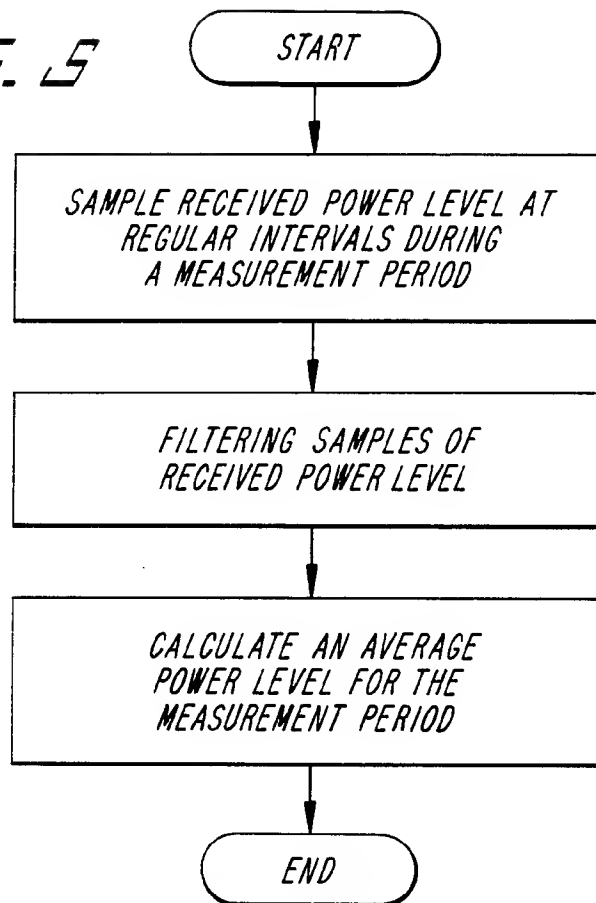 START
SAMPLE RECEIVED POWER LEVEL AT
REGULAR INTERVALS DURING
A MEASUREMENT PERIOD
FILTERING SAMPLES OF
RECEIVED POWER LEVEL
CALCULATE AN AVERAGE
POWER LEVEL FOR THE
MEASUREMENT PERIOD
END